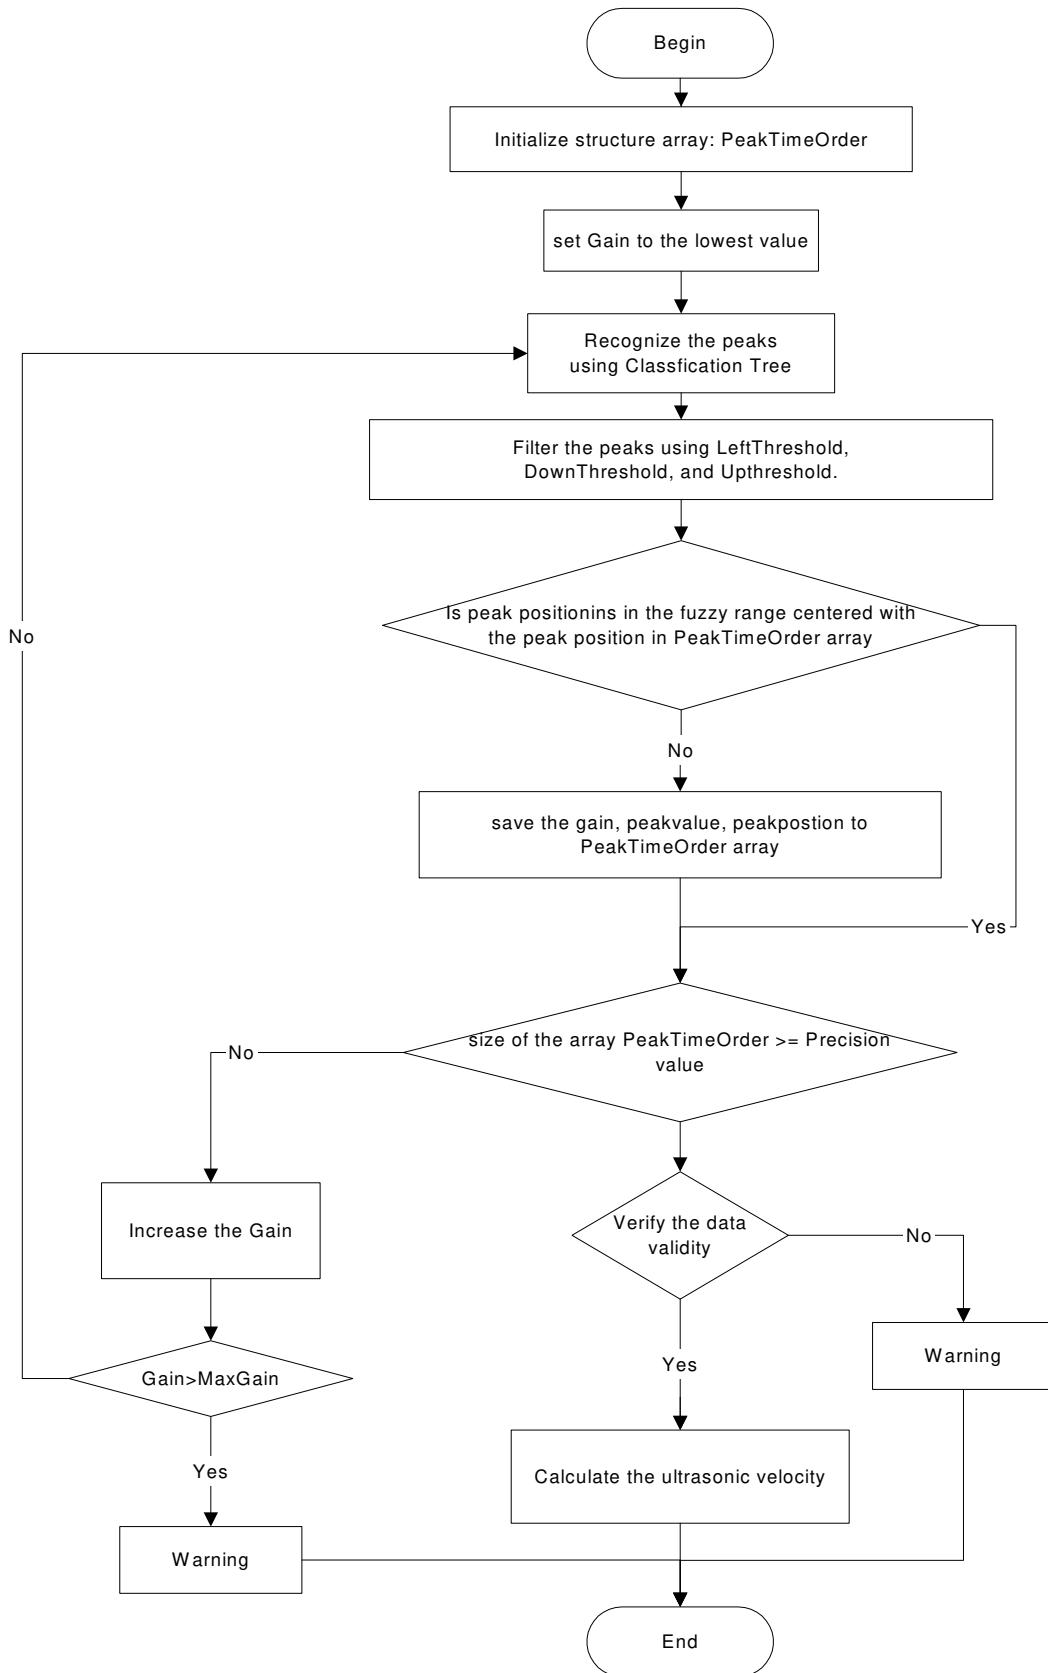 Begin
Initialize structure array: PeakTimeOrder
set Gain to the lowest value
Recognize the peaks
using Classfication Tree
Filter the peaks using LeftThreshold,
DownThreshold, and Upthreshold.
Is peak positionins in the fuzzy range centered with
the peak position in PeakTimeOrder array
No
No
save the gain, peakvalue, peakpostion to
PeakTimeOrder array
Yes
size of the array PeakTimeOrder >= Precision
value
No
Increase the Gain
Verify the data
validity
No
Gain>MaxGain
Yes
Warning
Yes
Calculate the ultrasonic velocity
Warning
End